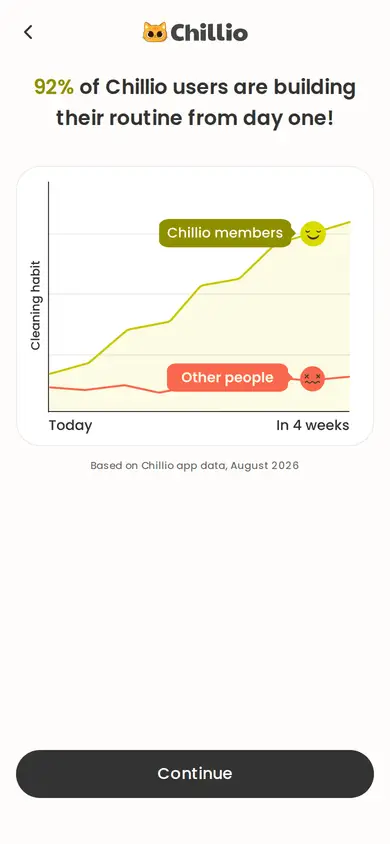 Chillio
92% of Chillio users are building
their routine from day one!
Chillio members
Cleaning habit
Other people
Today In 4 weeks
Based on Chillio app data, August 2026
Continue